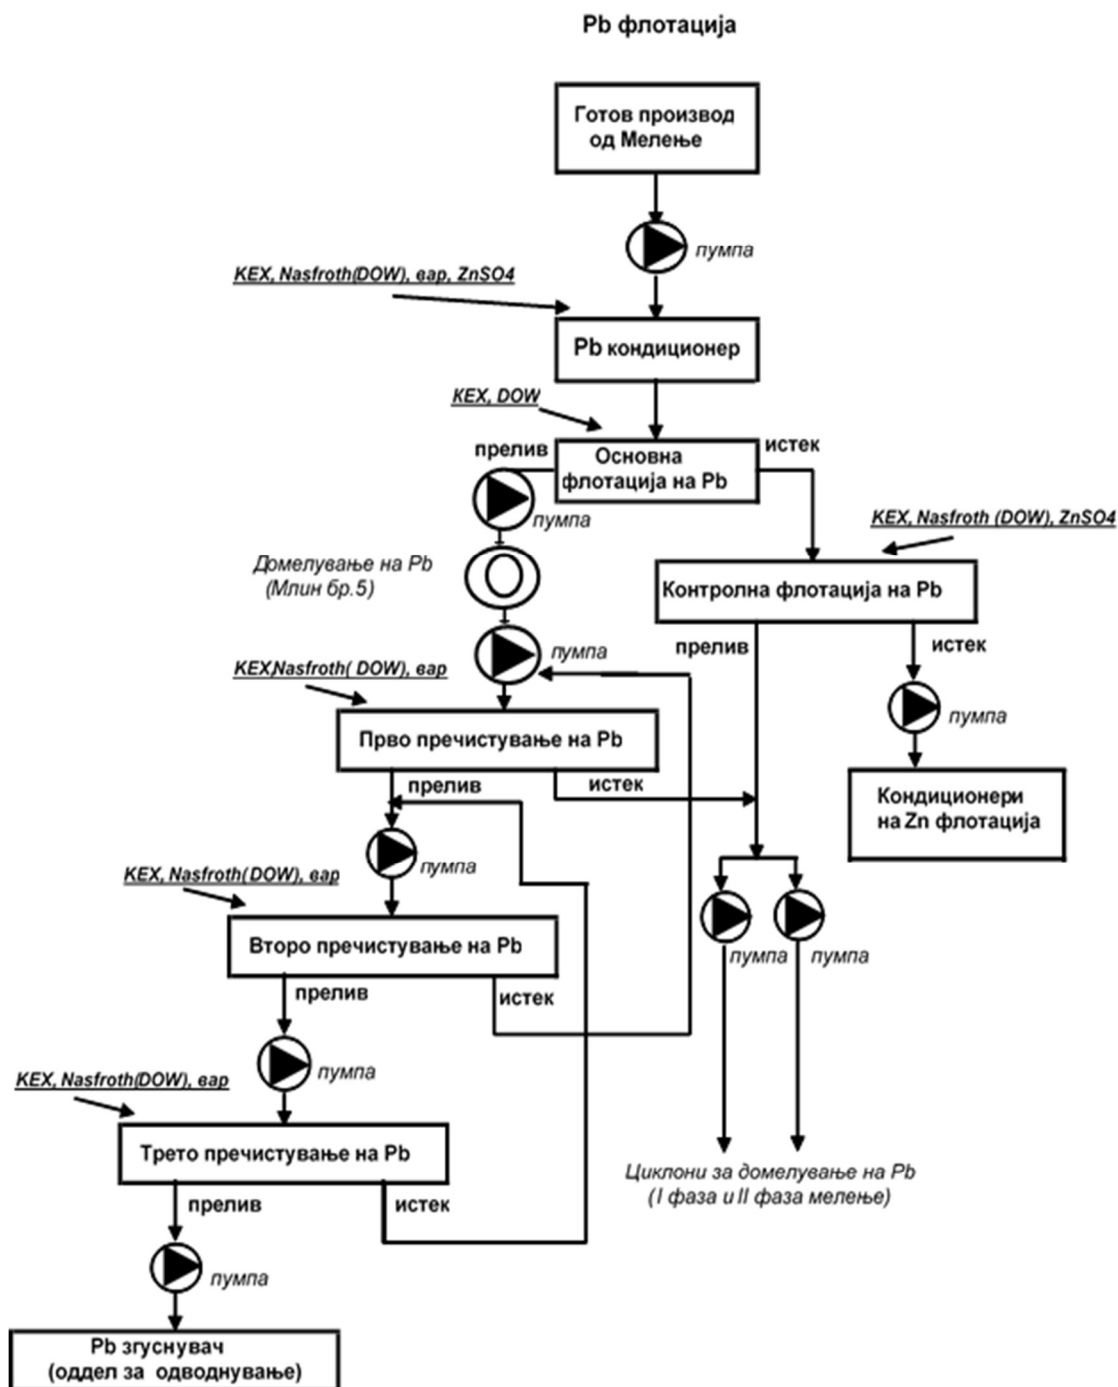 Pb флотација
Готов производ
од Мелење
пумпа
KEX, Nasfroth(DOW), вар, ZnSO4
Pb кондиционер
KEX, DOW
прелив
истек
Основна
флотација на Pb
пумпа
KEX, Nasfroth (DOW), ZnSO4
Домелување на Pb
(Млин бр.5)
Контролна флотација на Pb
прелив
истек
пумпа
KEX,Nasfroth( DOW), вар
пумпа
Прво пречистување на Pb
прелив
истек
Кондиционери
на Zn флотација
пумпа
KEX, Nasfroth(DOW), вар
Второ пречистување на Pb
пумпа
пумпа
прелив
истек
пумпа
KEX, Nasfroth(DOW), вар
Трето пречистување на Pb
Циклони за домелување на Pb
( I фаза и II фаза мелење)
прелив
истек
пумпа
Pb згуснувач
(оддел за одводнување)